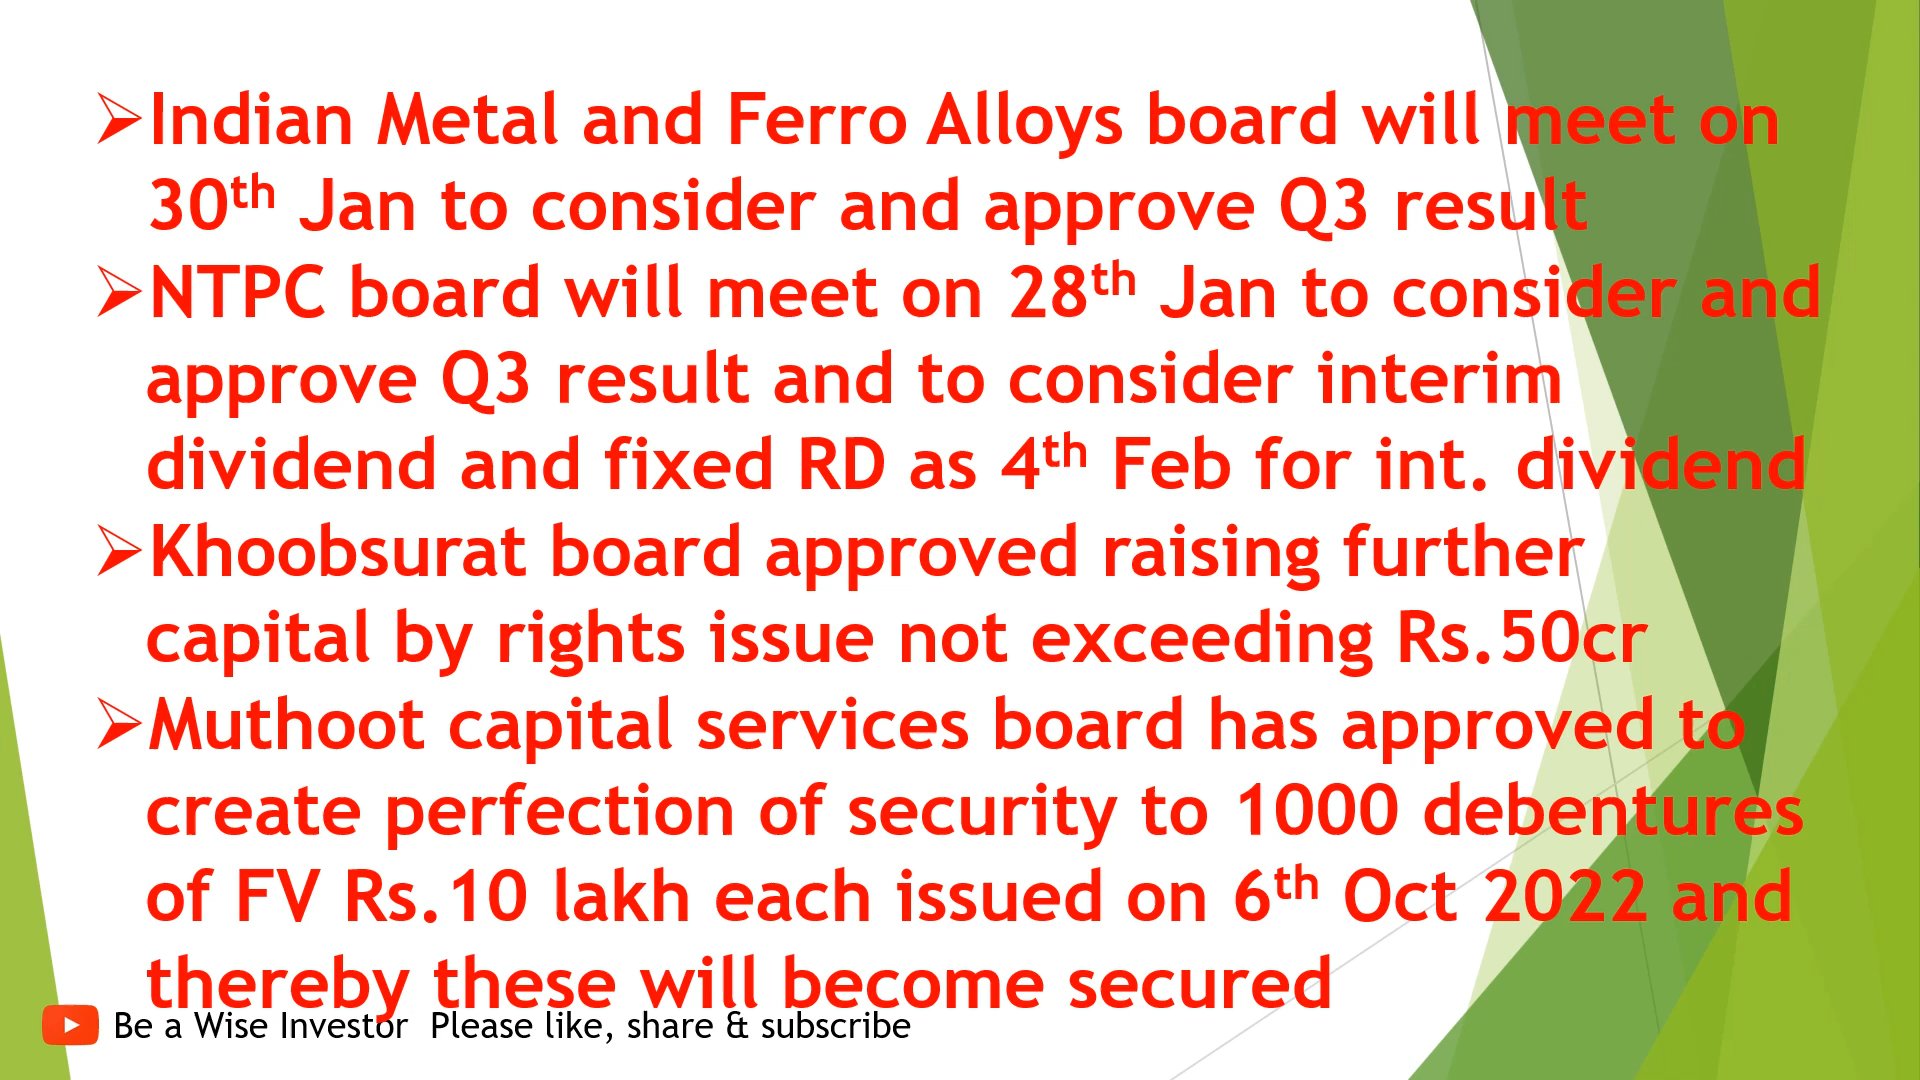 ➢Indian Metal and Ferro Alloys board will meet on
30th Jan to consider and approve Q3 result
➢NTPC board will meet on 28th Jan to consider and
approve Q3 result and to consider interim
dividend and fixed RD as 4th Feb for int. dividend
➢Khoobsurat board approved raising further
capital by rights issue not exceeding Rs.50cr
➢Muthoot capital services board has approved to
create perfection of security to 1000 debentures
of FV Rs.10 lakh each issued on 6th Oct 2022 and
thereby these will become secured
Be a Wise Investor  Please like, share & subscribe